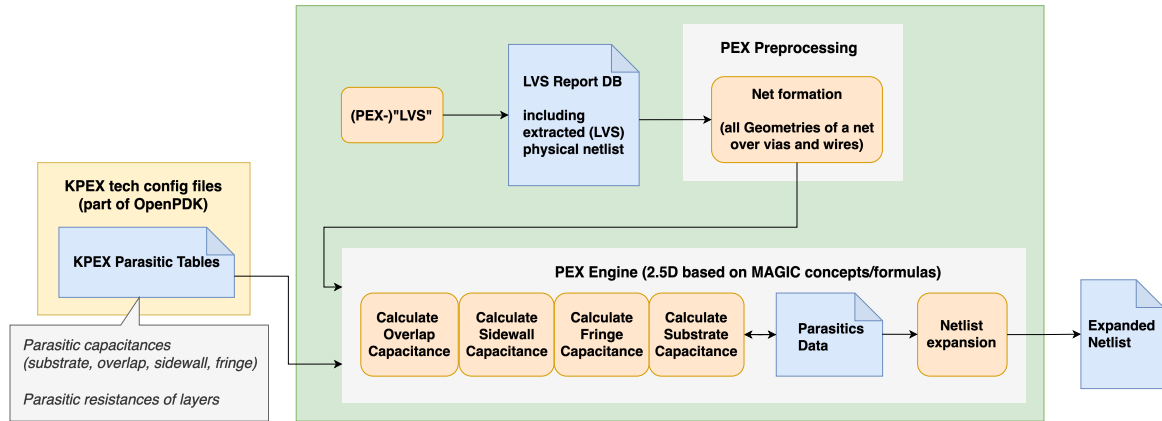 PEX Preprocessing
(PEX-)"LVS"
LVS Report DB
including
extracted (LVS)
physical netlist
Net formation
(all Geometries of a net
over vias and wires)
KPEX tech config files
(part of OpenPDK)
KPEX Parasitic Tables
Parasitic capacitances
(substrate, overlap, sidewall, fringe)
Parasitic resistances of layers
PEX Engine (2.5D based on MAGIC concepts/formulas)
Calculate
Overlap
Capacitance
Calculate
Sidewall
Capacitance
Calculate
Fringe
Capacitance
Calculate
Substrate
Capacitance
Parasitics
Data
Netlist
expansion
Expanded
Netlist